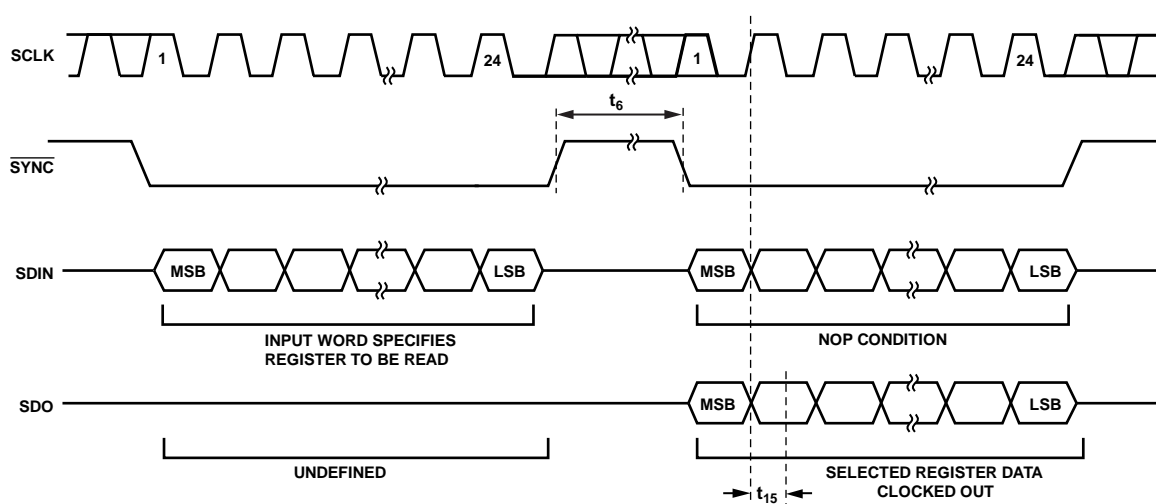 SCLK
1
24
1
24
t6
SYNC
SDIN
MSB
LSB
MSB
LSB
INPUT WORD SPECIFIES
REGISTER TO BE READ
NOP CONDITION
SDO
MSB
LSB
UNDEFINED
SELECTED REGISTER DATA
CLOCKED OUT
t15